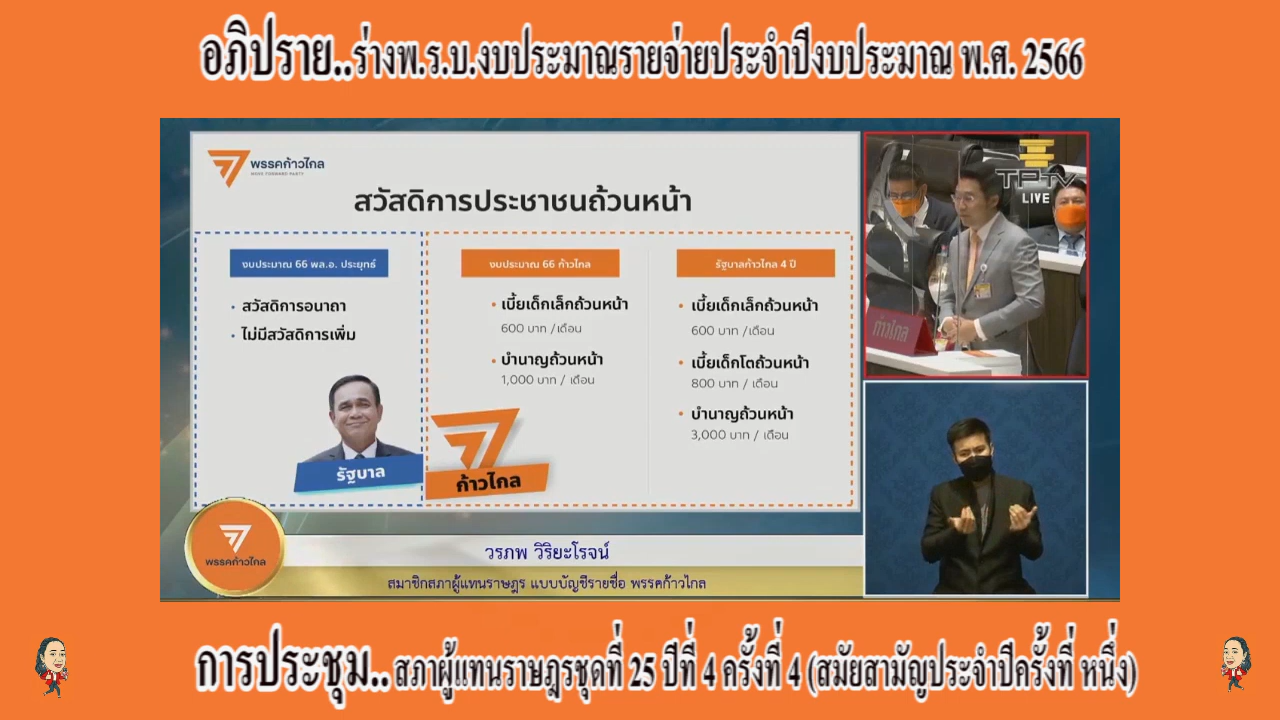 อภิปราย..ร่างพ.ร.บ.งบประมาณรายจ่ายประจำปีงบประมาณ พ.ศ. 2566
พรรคก้าวไกล
MOVE FORWARD PARTY
สวัสดิการประชาชนถ้วนหน้า
งบประมาณ 66 พล.อ. ประยุทธ์
• สวัสดิการอนาถา
• ไม่มีสวัสดิการเพิ่ม
รัฐบาล
งบประมาณ 66 ก้าวไกล
• เบี้ยเด็กเล็กถ้วนหน้า
600 บาท /เดือน
• บำนาญถ้วนหน้า
1,000 บาท / เดือน
ก้าวไกล
รัฐบาลก้าวไกล 4 ปี
• เบี้ยเด็กเล็กถ้วนหน้า
600 บาท /เดือน
• เบี้ยเด็กโตถ้วนหน้า
800 บาท / เดือน
• บำนาญถ้วนหน้า
3,000 บาท / เดือน
TPTV
LIVE
ก้าวไกล
พรรคก้าวไกล
วรภพ วิริยะโรจน์
สมาชิกสภาผู้แทนราษฎร แบบบัญชีรายชื่อ พรรคก้าวไกล
การประชุม.. สภาผู้แทนราษฎรชุดที่ 25 ปีที่ 4 ครั้งที่ 4 (สมัยสามัญประจำปีครั้งที่ หนึ่ง)